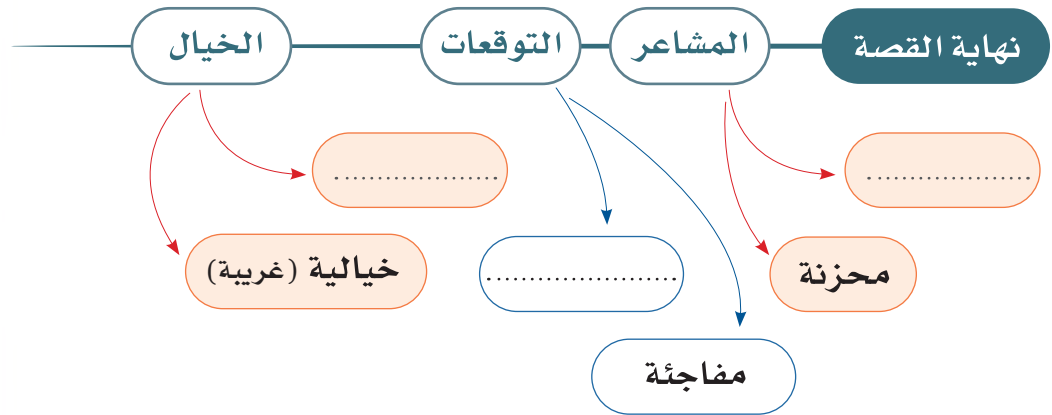 نهاية القصة
المشاعر
التوقعات
الخيال
....................
....................
محزنة
.......................
خيالية (غريبة)
مفاجئة